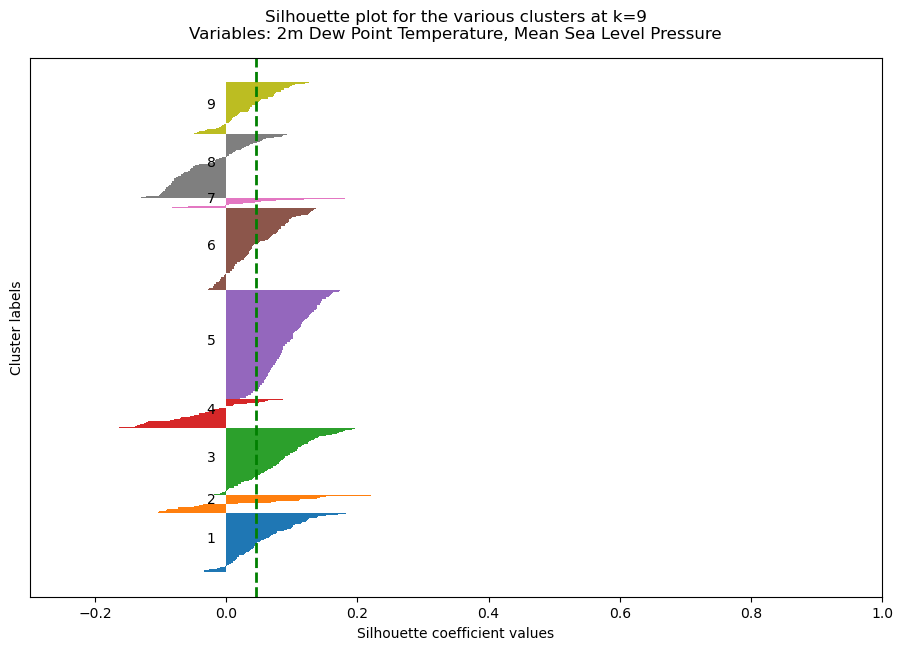 Silhouette plot for the various clusters at k=9
Variables: 2m Dew Point Temperature, Mean Sea Level Pressure
Cluster labels
9
8
7
6
5
4
3
2
1
−0.2 0.0 0.2 0.4 0.6 0.8 1.0
Silhouette coefficient values